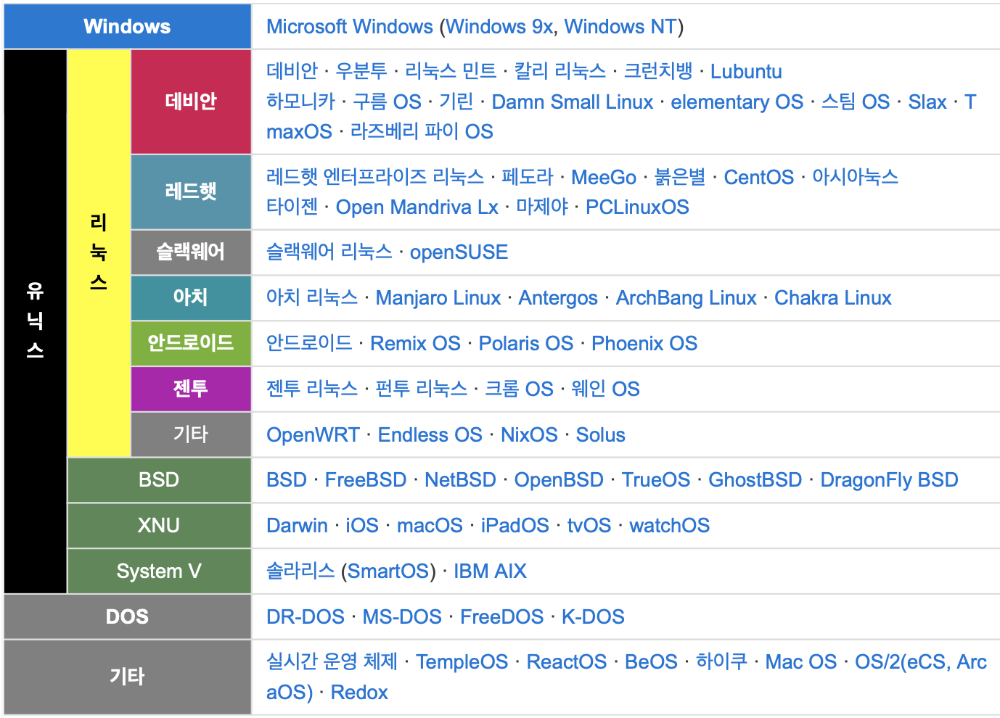 Windows
Microsoft Windows (Windows 9x, Windows NT)
유닉스
리눅스
데비안
데비안 · 우분투 · 리눅스 민트 · 칼리 리눅스 · 크런치뱅 · Lubuntu
하모니카 · 구름 OS · 기린 · Damn Small Linux · elementary OS · 스팀 OS · Slax · T
maxOS · 라즈베리 파이 OS
레드햇
레드햇 엔터프라이즈 리눅스 · 페도라 · MeeGo · 붉은별 · CentOS · 아시아눅스
타이젠 · Open Mandriva Lx · 마제야 · PCLinuxOS
슬랙웨어
슬랙웨어 리눅스 · openSUSE
아치
아치 리눅스 · Manjaro Linux · Antergos · ArchBang Linux · Chakra Linux
안드로이드
안드로이드 · Remix OS · Polaris OS · Phoenix OS
젠투
젠투 리눅스 · 펀투 리눅스 · 크롬 OS · 웨인 OS
기타
OpenWRT · Endless OS · NixOS · Solus
BSD
BSD · FreeBSD · NetBSD · OpenBSD · TrueOS · GhostBSD · DragonFly BSD
XNU
Darwin · iOS · macOS · iPadOS · tvOS · watchOS
System V
솔라리스 (SmartOS) · IBM AIX
DOS
DR-DOS · MS-DOS · FreeDOS · K-DOS
기타
실시간 운영 체제 · TempleOS · ReactOS · BeOS · 하이쿠 · Mac OS · OS/2(eCS, Arc
aOS) · Redox